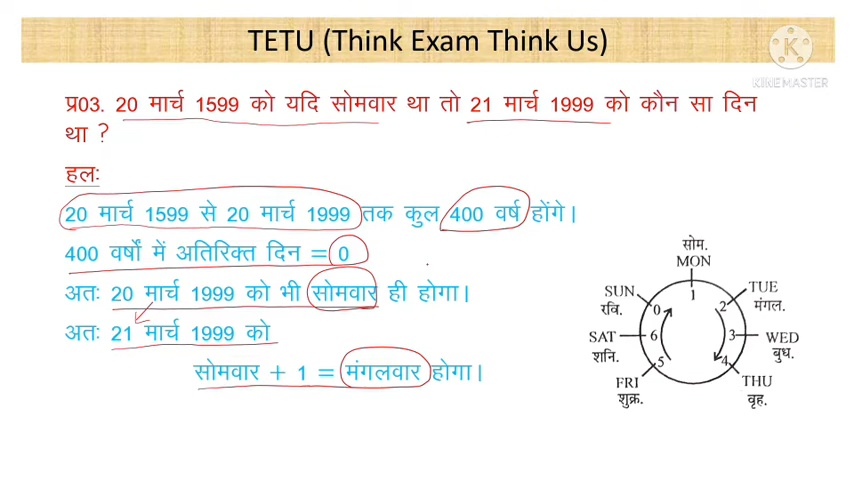 TETU (Think Exam Think Us)
K
KINEMASTER
प्र03. 20 मार्च 1599 को यदि सोमवार था तो 21 मार्च 1999 को कौन सा दिन
था ?
हलः
20 मार्च 1599 से 20 मार्च 1999 तक कुल 400 वर्ष होंगे।
400 वर्षों में अतिरिक्त दिन = 0
अतः 20 मार्च 1999 को भी सोमवार ही होगा।
अतः 21 मार्च 1999 को
सोमवार + 1 = मंगलवार होगा।
सोम.
MON
1
TUE
मंगल.
2
WED
बुध.
3
THU
वृह.
4
FRI
शुक्र.
5
SAT
शनि.
6
SUN
रवि.
0